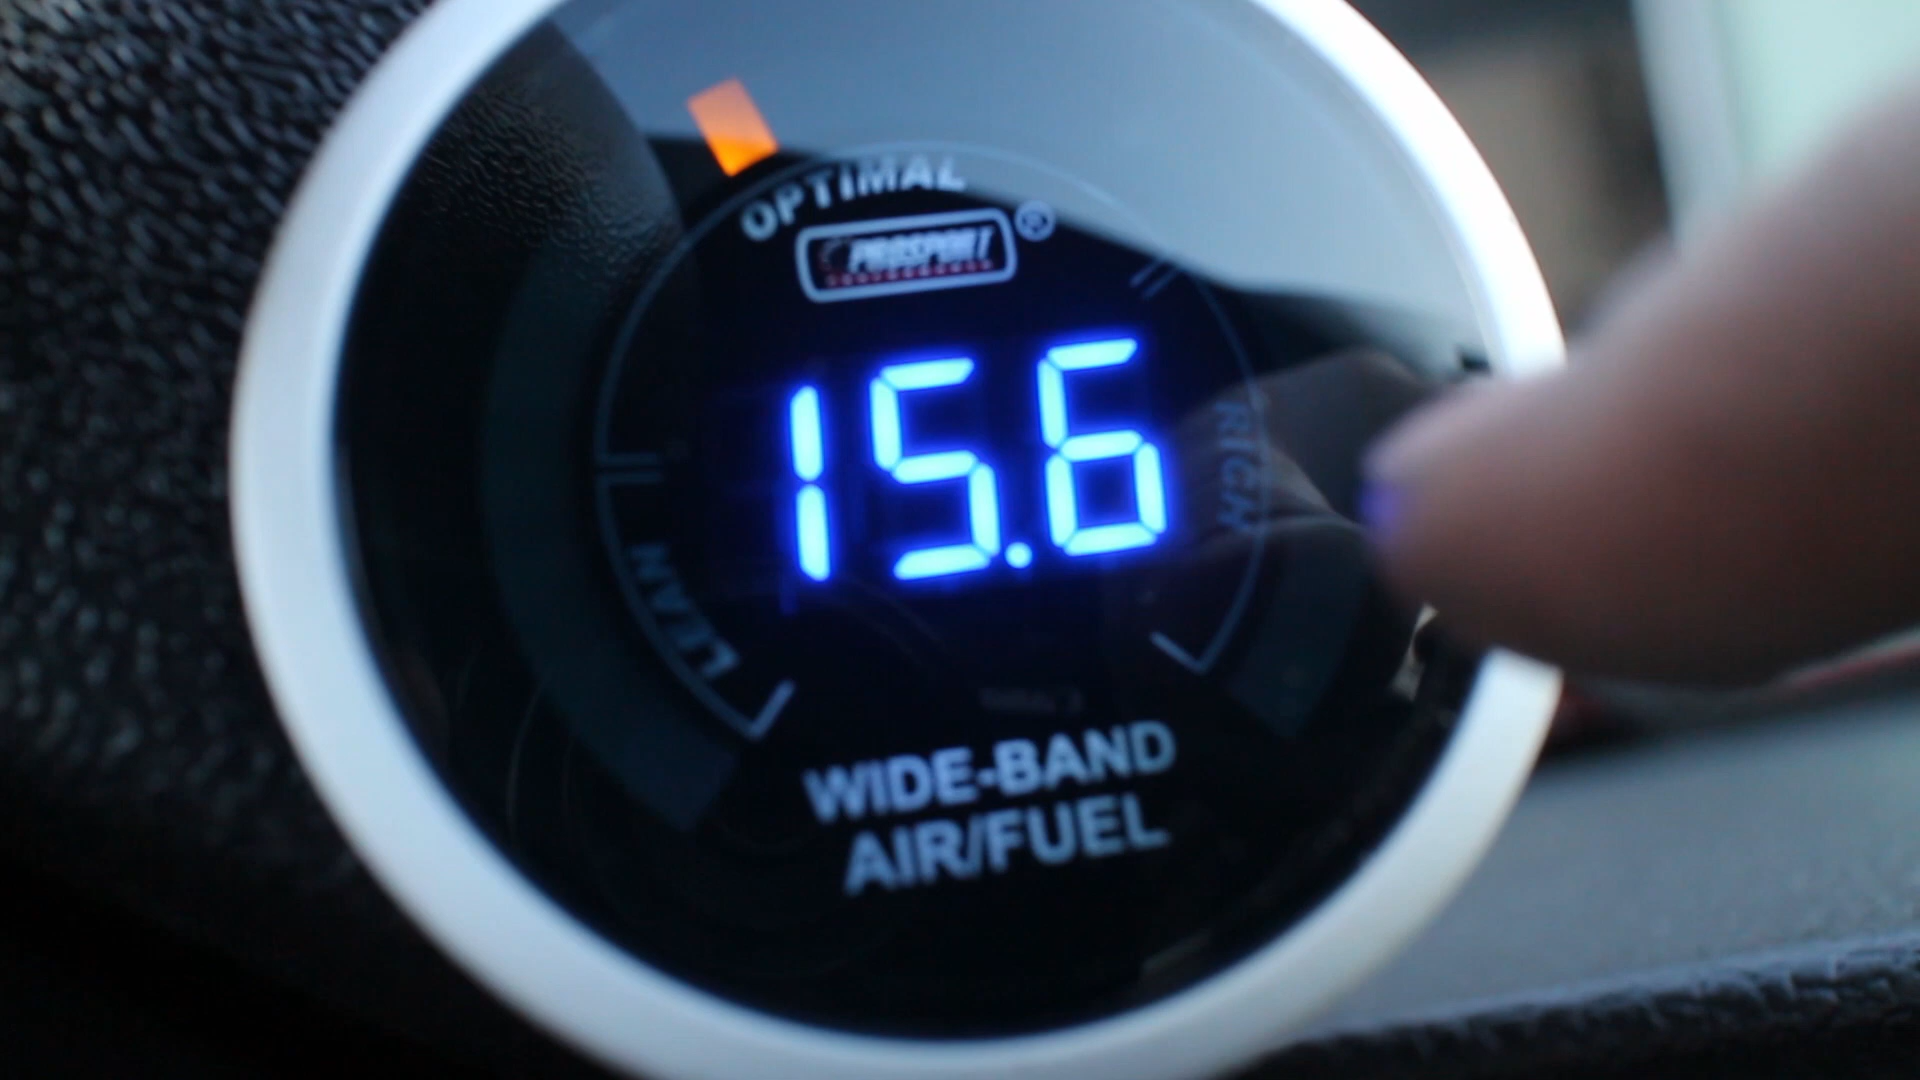 OPTIMAL
PROSPORT
®
15.6
RICH
LEAN
WIDE-BAND
AIR/FUEL